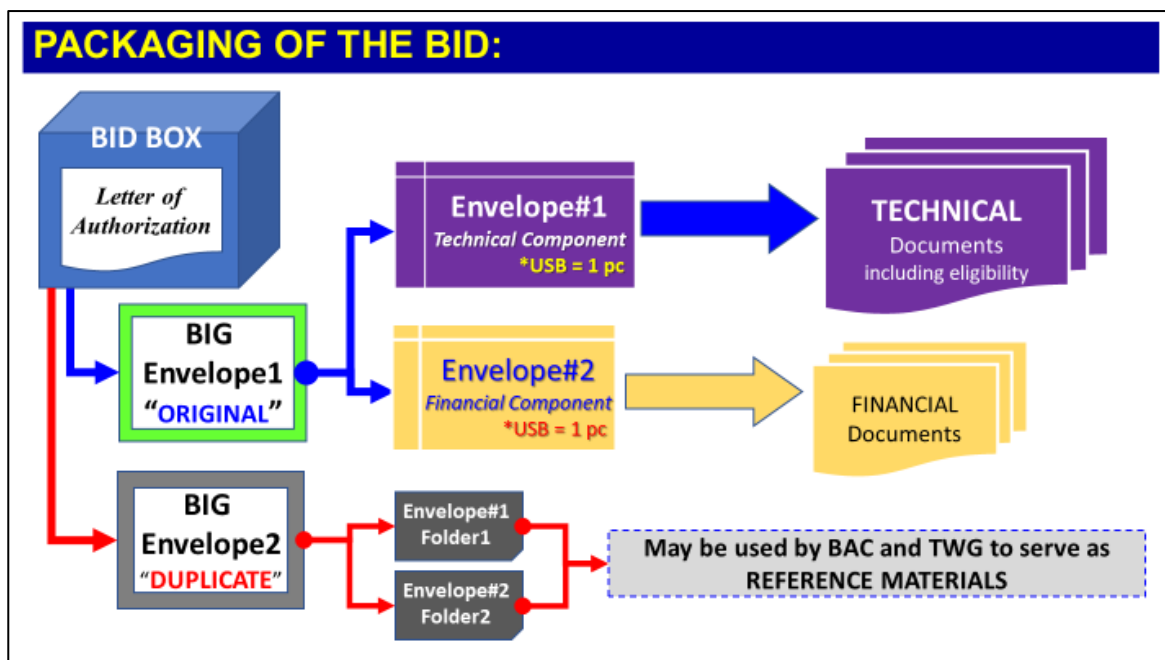 PACKAGING OF THE BID:
BID BOX
Letter of
Authorization
Envelope#1
Technical Component
*USB = 1 pc
TECHNICAL
Documents
including eligibility
BIG
Envelope1
“ORIGINAL”
Envelope#2
Financial Component
*USB = 1 pc
FINANCIAL
Documents
BIG
Envelope2
“DUPLICATE”
Envelope#1
Folder1
Envelope#2
Folder2
May be used by BAC and TWG to serve as
REFERENCE MATERIALS